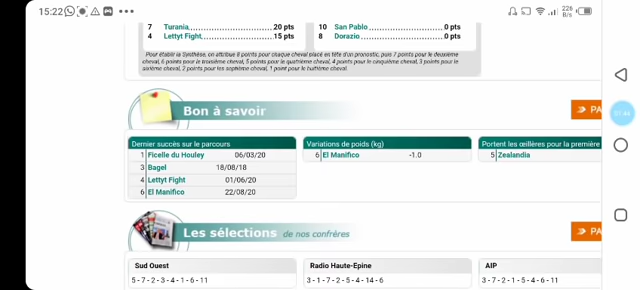 15:22
226 B/s
7 Turania 20 pts
4 Lettyt Fight 15 pts
10 San Pablo 0 pts
8 Dorazio 0 pts
Pour établir la Synthèse, on attribue 8 points pour chaque cheval placé en tête d'un pronostic, puis 7 points pour le deuxième
cheval, 6 points pour le troisième cheval, 5 points pour le quatrième cheval, 4 points pour le cinquième cheval, 3 points pour le
sixième cheval, 2 points pour les septième cheval, 1 point pour le huitième cheval
Bon à savoir
PA
Dernier succès sur le parcours
1 Ficelle du Houley 06/03/20
3 Bagel 18/08/18
4 Lettyt Fight 01/06/20
6 El Manifico 22/08/20
Variations de poids (kg)
6 El Manifico -1.0
Portent les œillères pour la première
5 Zealandia
Les sélections de nos confrères
PA
Sud Ouest
5 - 7 - 2 - 3 - 4 - 1 - 6 - 11
Radio Haute-Epine
3 - 1 - 7 - 2 - 5 - 4 - 14 - 6
AIP
3 - 7 - 2 - 1 - 5 - 4 - 6 - 11